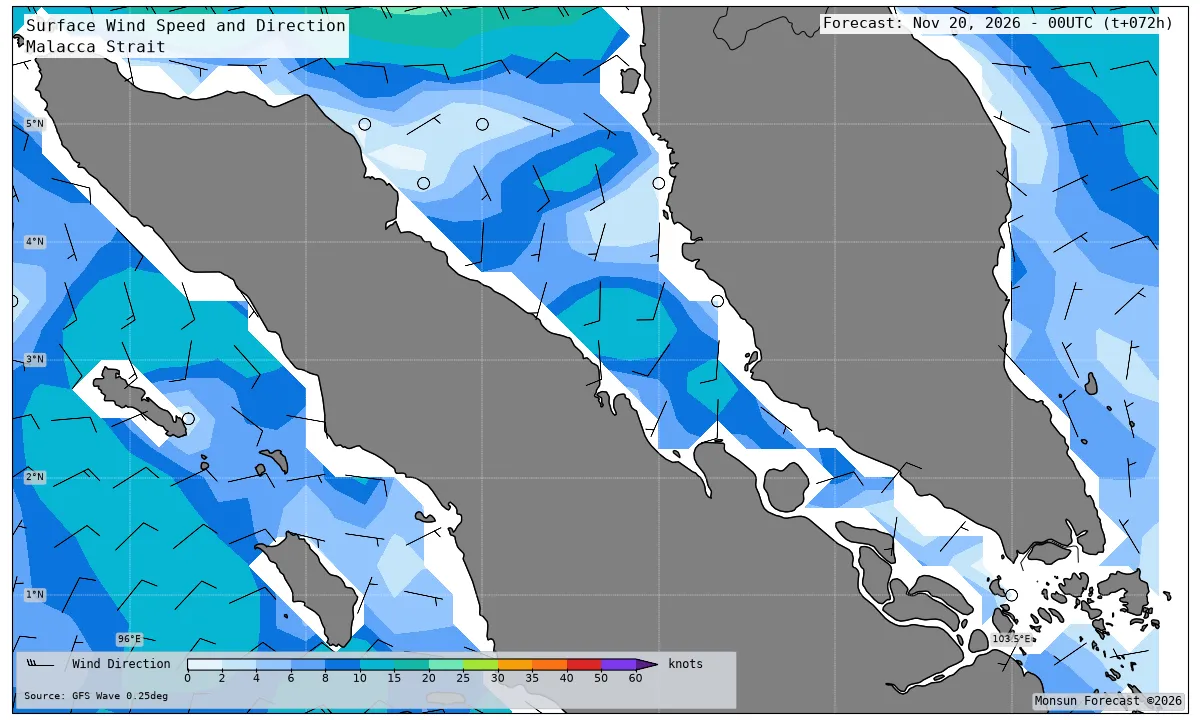 Surface Wind Speed and Direction
Malacca Strait
Forecast: Nov 20, 2026 - 00UTC (t+072h)
5°N
4°N
3°N
2°N
1°N
96°E
103.5°E
Wind Direction
knots
0 2 4 6 8 10 15 20 25 30 35 40 50 60
Source: GFS Wave 0.25deg
Monsun Forecast ©2026